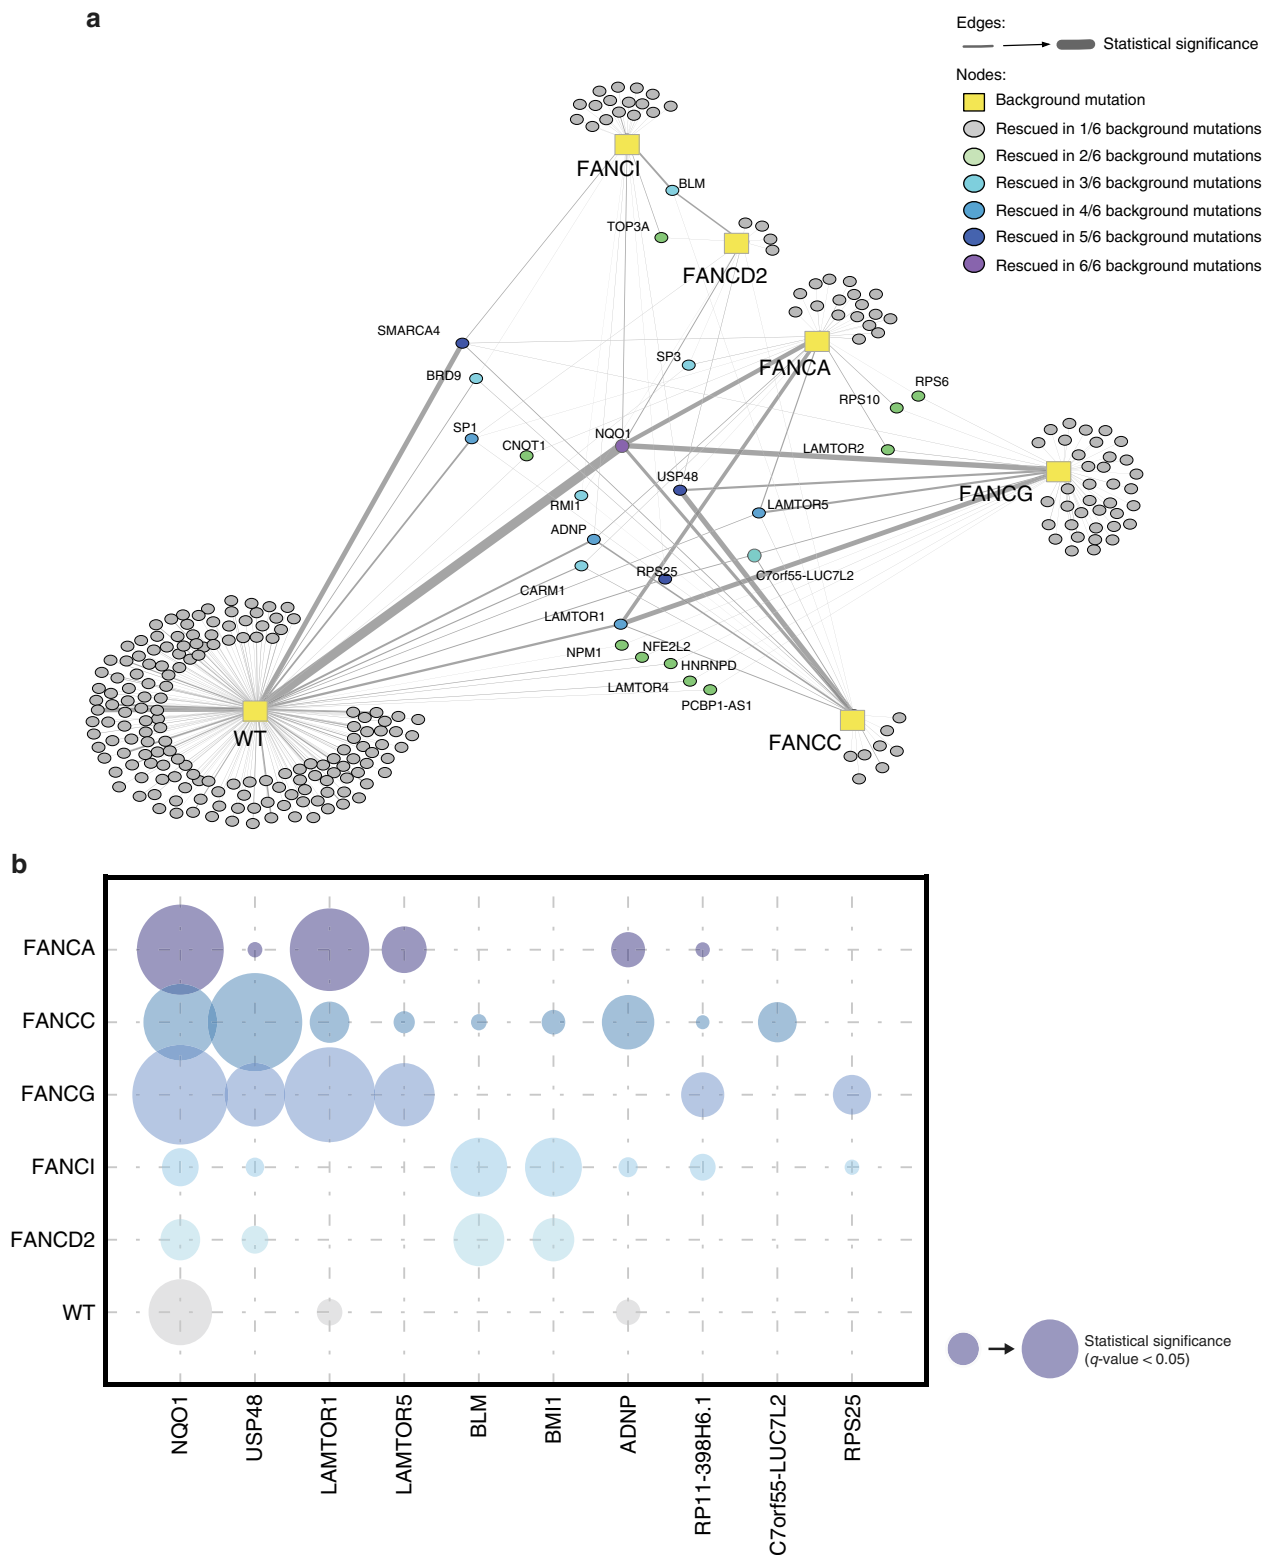 a
Edges:
Statistical significance
Nodes:
Background mutation
Rescued in 1/6 background mutations
Rescued in 2/6 background mutations
Rescued in 3/6 background mutations
Rescued in 4/6 background mutations
Rescued in 5/6 background mutations
Rescued in 6/6 background mutations
FANCI
BLM
TOP3A
FANCD2
SMARCA4
SP3
FANCA
BRD9
RPS6
RPS10
SP1
CNOT1
NQO1
LAMTOR2
USP48
FANCG
RMI1
LAMTOR5
ADNP
RPS25
C7orf55-LUC7L2
CARM1
LAMTOR1
NPM1
NFE2L2
HNRNPD
LAMTOR4
PCBP1-AS1
WT
FANCC
b
FANCA
FANCC
FANCG
FANCI
FANCD2
WT
Statistical significance
(q-value < 0.05)
NQO1
USP48
LAMTOR1
LAMTOR5
BLM
BMI1
ADNP
RP11-398H6.1
C7orf55-LUC7L2
RPS25